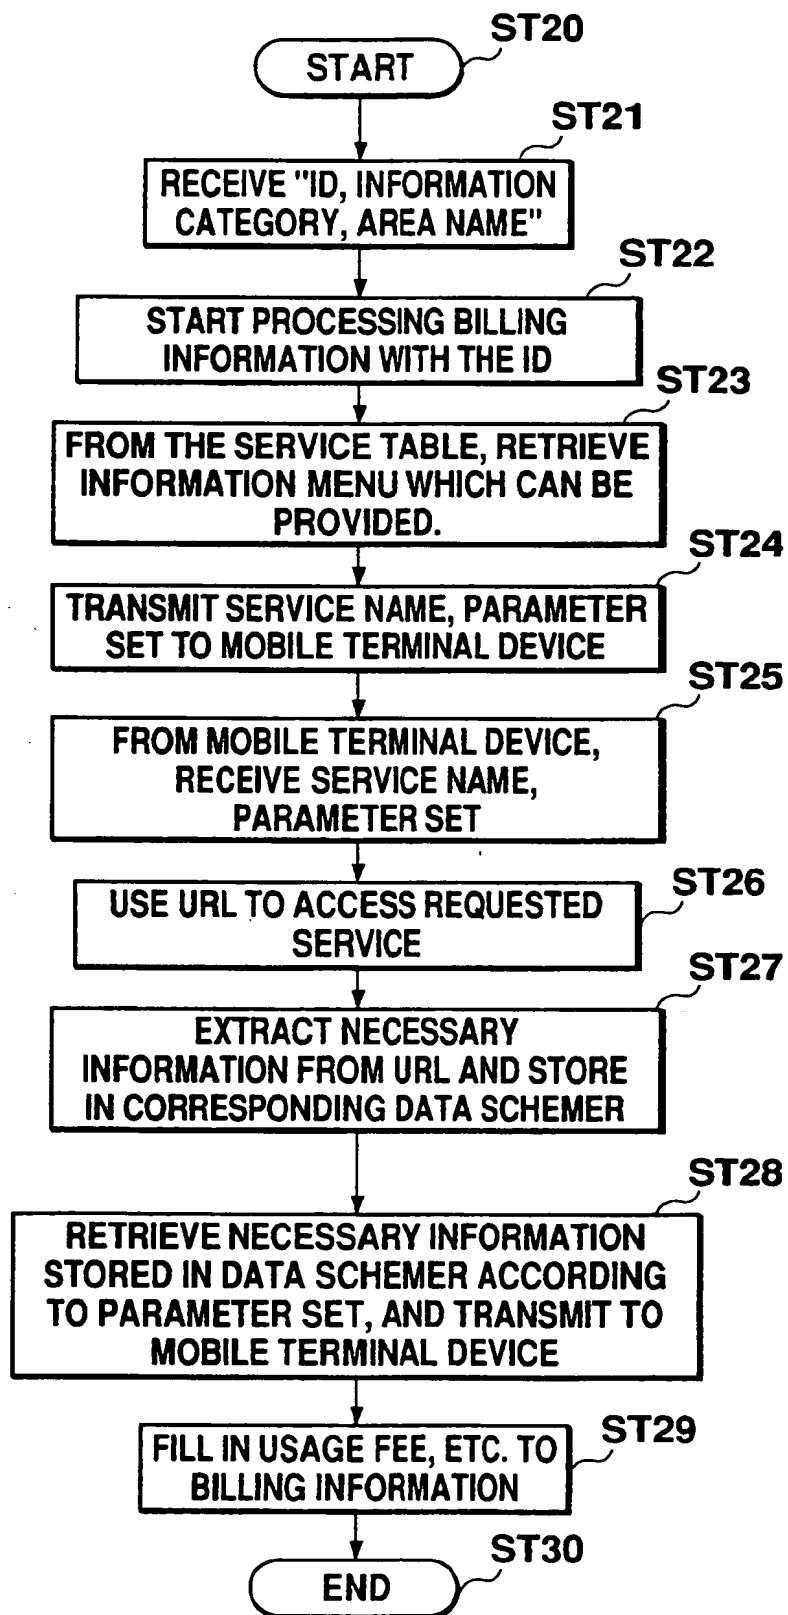 ST20
START
ST21
RECEIVE "ID, INFORMATION
CATEGORY, AREA NAME"
ST22
START PROCESSING BILLING
INFORMATION WITH THE ID
ST23
FROM THE SERVICE TABLE, RETRIEVE
INFORMATION MENU WHICH CAN BE
PROVIDED.
ST24
TRANSMIT SERVICE NAME, PARAMETER
SET TO MOBILE TERMINAL DEVICE
ST25
FROM MOBILE TERMINAL DEVICE,
RECEIVE SERVICE NAME,
PARAMETER SET
ST26
USE URL TO ACCESS REQUESTED
SERVICE
ST27
EXTRACT NECESSARY
INFORMATION FROM URL AND STORE
IN CORRESPONDING DATA SCHEMER
ST28
RETRIEVE NECESSARY INFORMATION
STORED IN DATA SCHEMER ACCORDING
TO PARAMETER SET, AND TRANSMIT TO
MOBILE TERMINAL DEVICE
ST29
FILL IN USAGE FEE, ETC. TO
BILLING INFORMATION
ST30
END